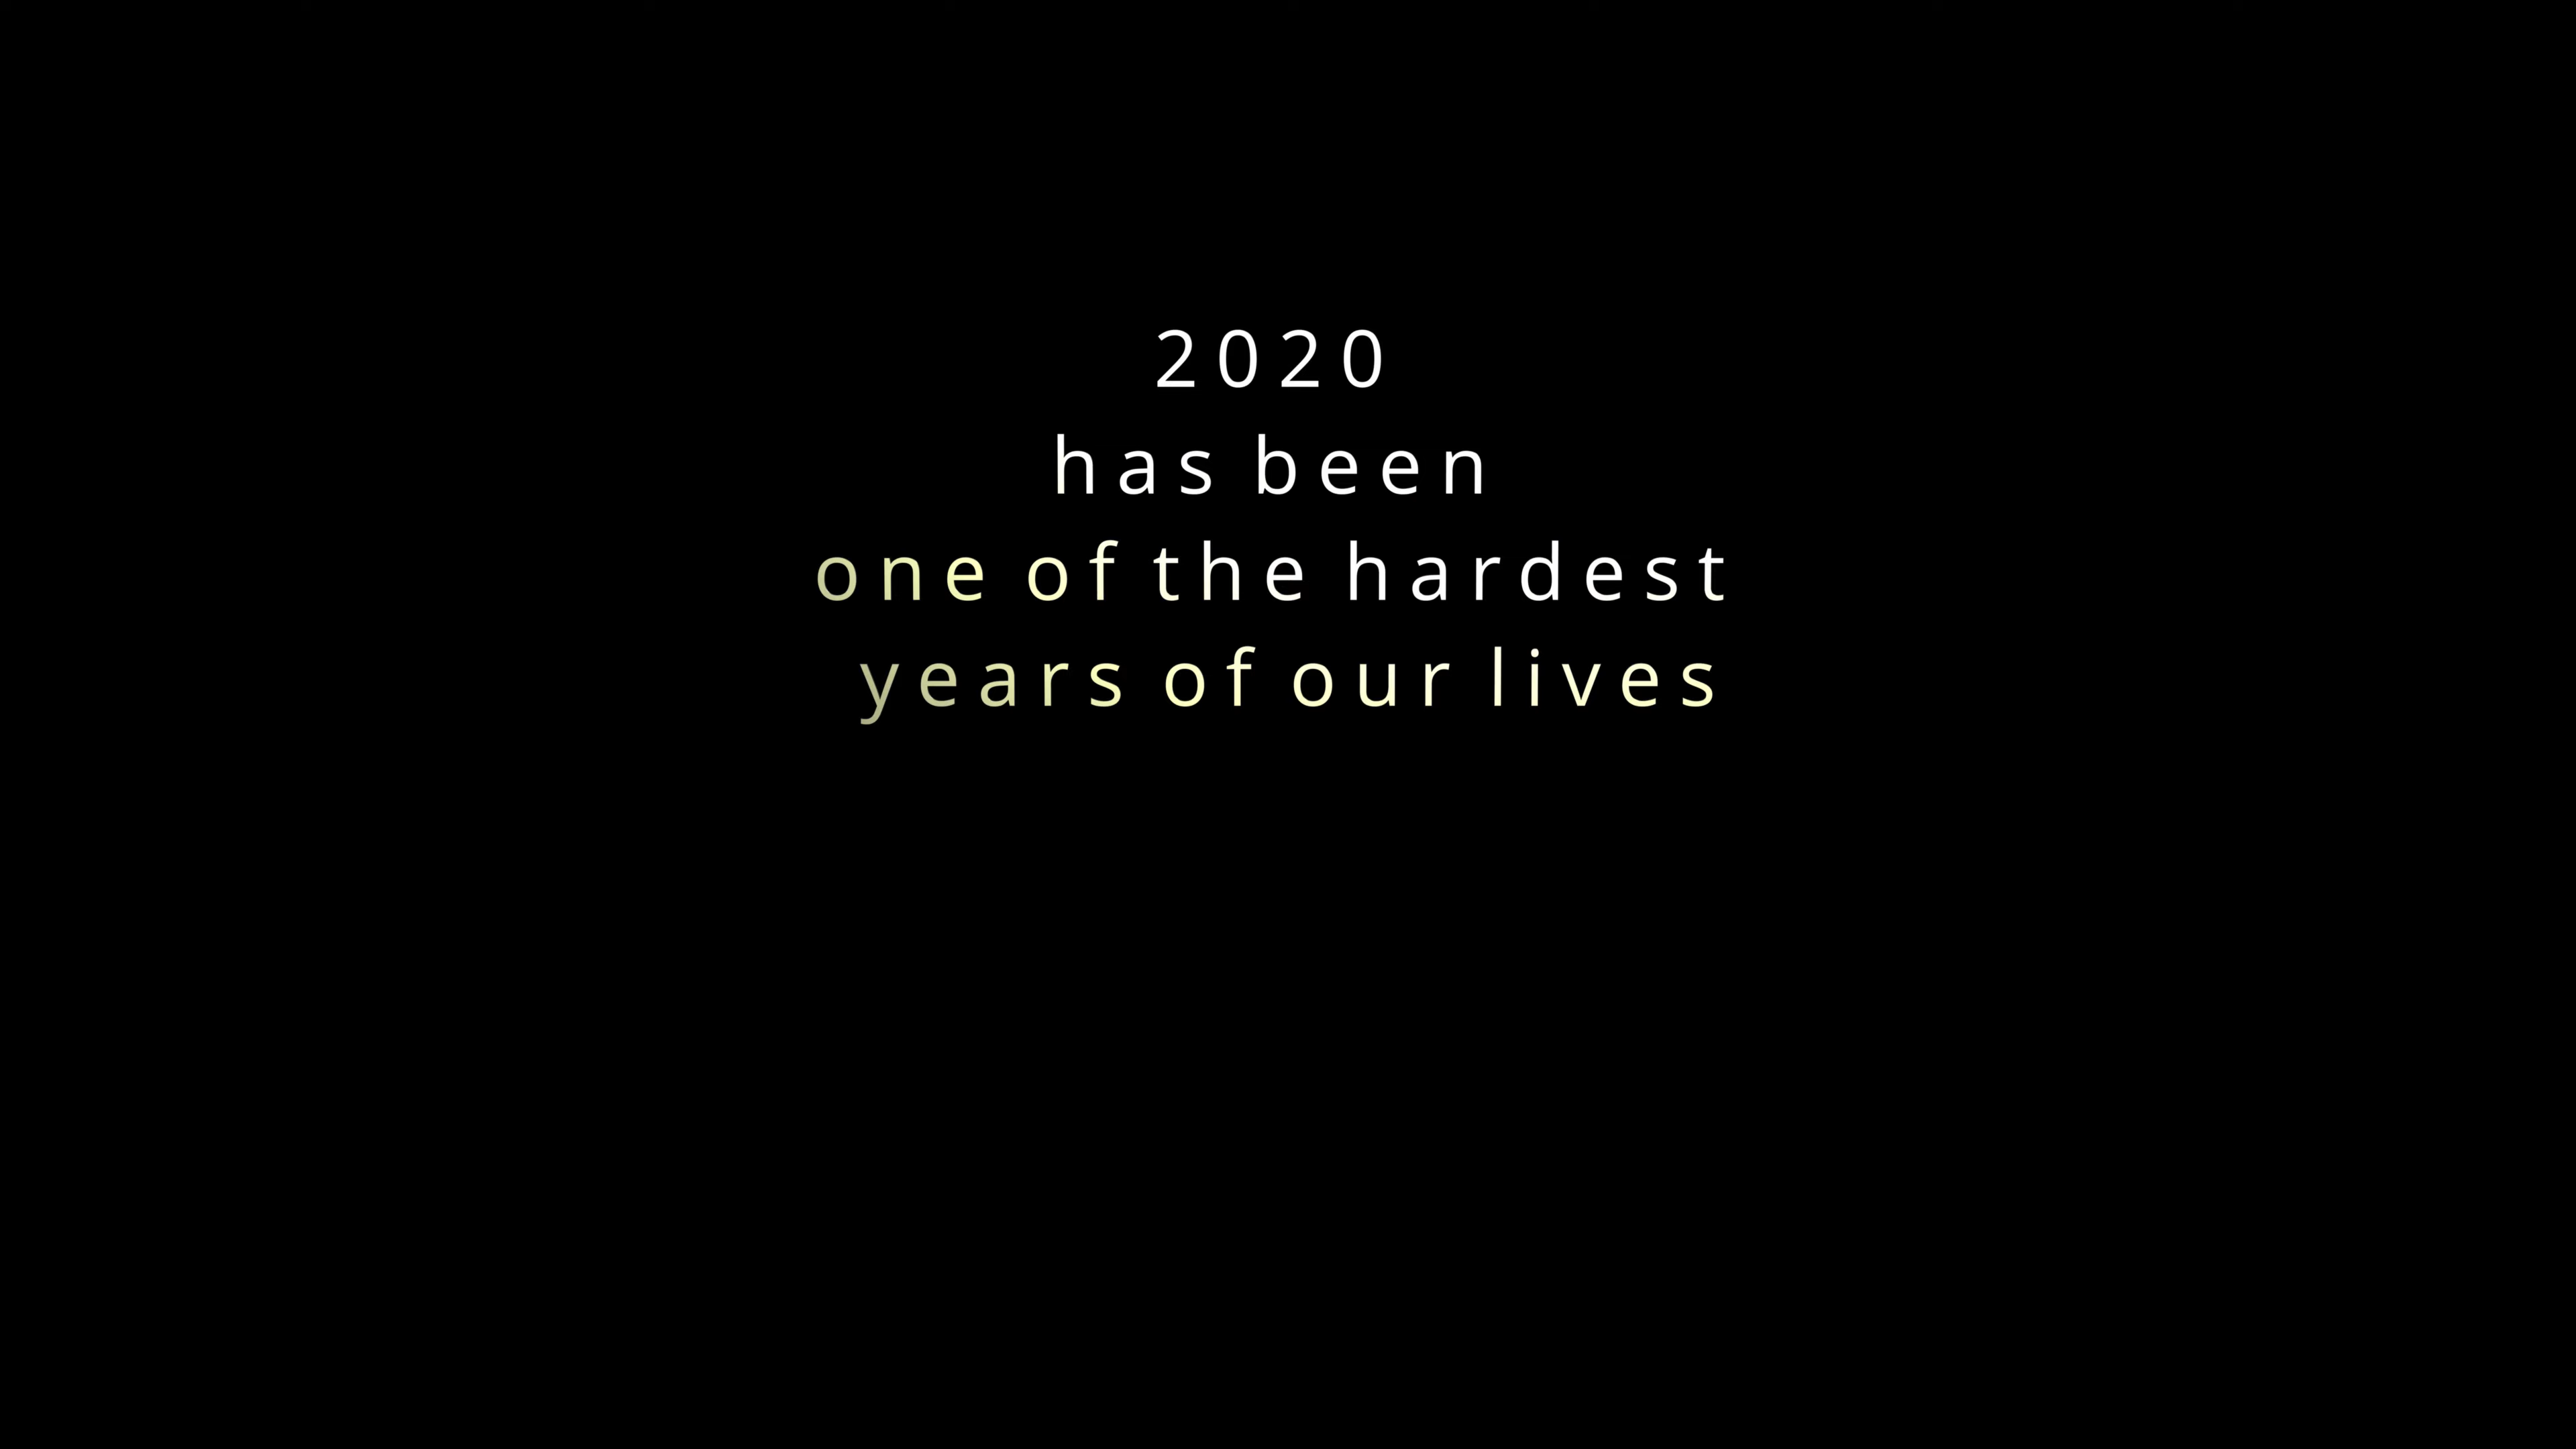 2020
has been
one of the hardest
years of our lives